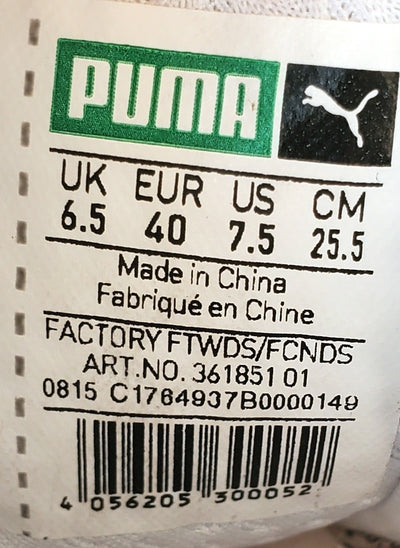 PUMA
UK EUR US CM
6.5 40 7.5 25.5
Made in China
Fabriqué en Chine
FACTORY FTWDS/FCNDS
ART.NO. 361851 01
0815 C1764937B0000149
4 056205 300052